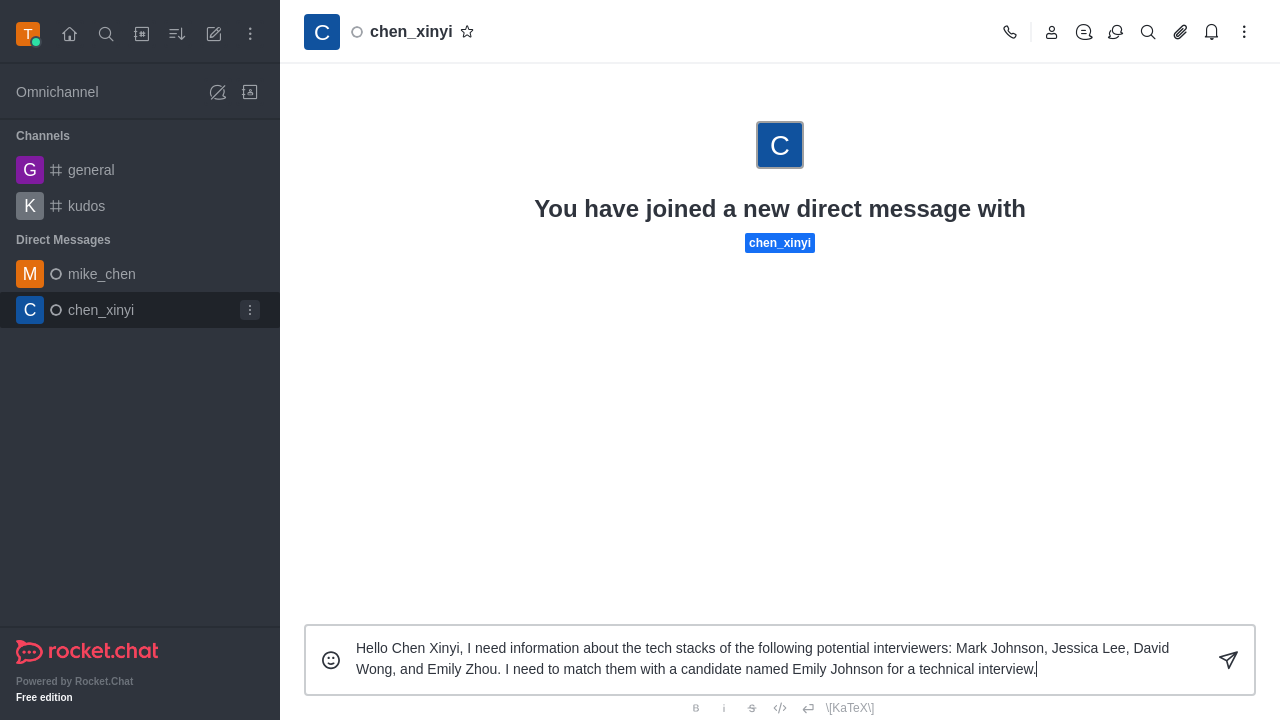 T
Omnichannel
Channels
G general
K kudos
Direct Messages
M mike_chen
C chen_xinyi
rocket.chat
Powered by Rocket.Chat
Free edition
C chen_xinyi
C
You have joined a new direct message with
chen_xinyi
Hello Chen Xinyi, I need information about the tech stacks of the following potential interviewers: Mark Johnson, Jessica Lee, David
Wong, and Emily Zhou. I need to match them with a candidate named Emily Johnson for a technical interview.
B i S \[KaTeX\]